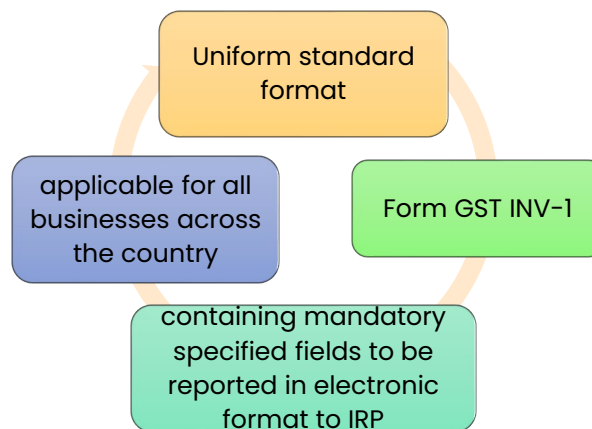 Uniform standard
format
Form GST INV-1
containing mandatory
specified fields to be
reported in electronic
format to IRP
applicable for all
businesses across
the country